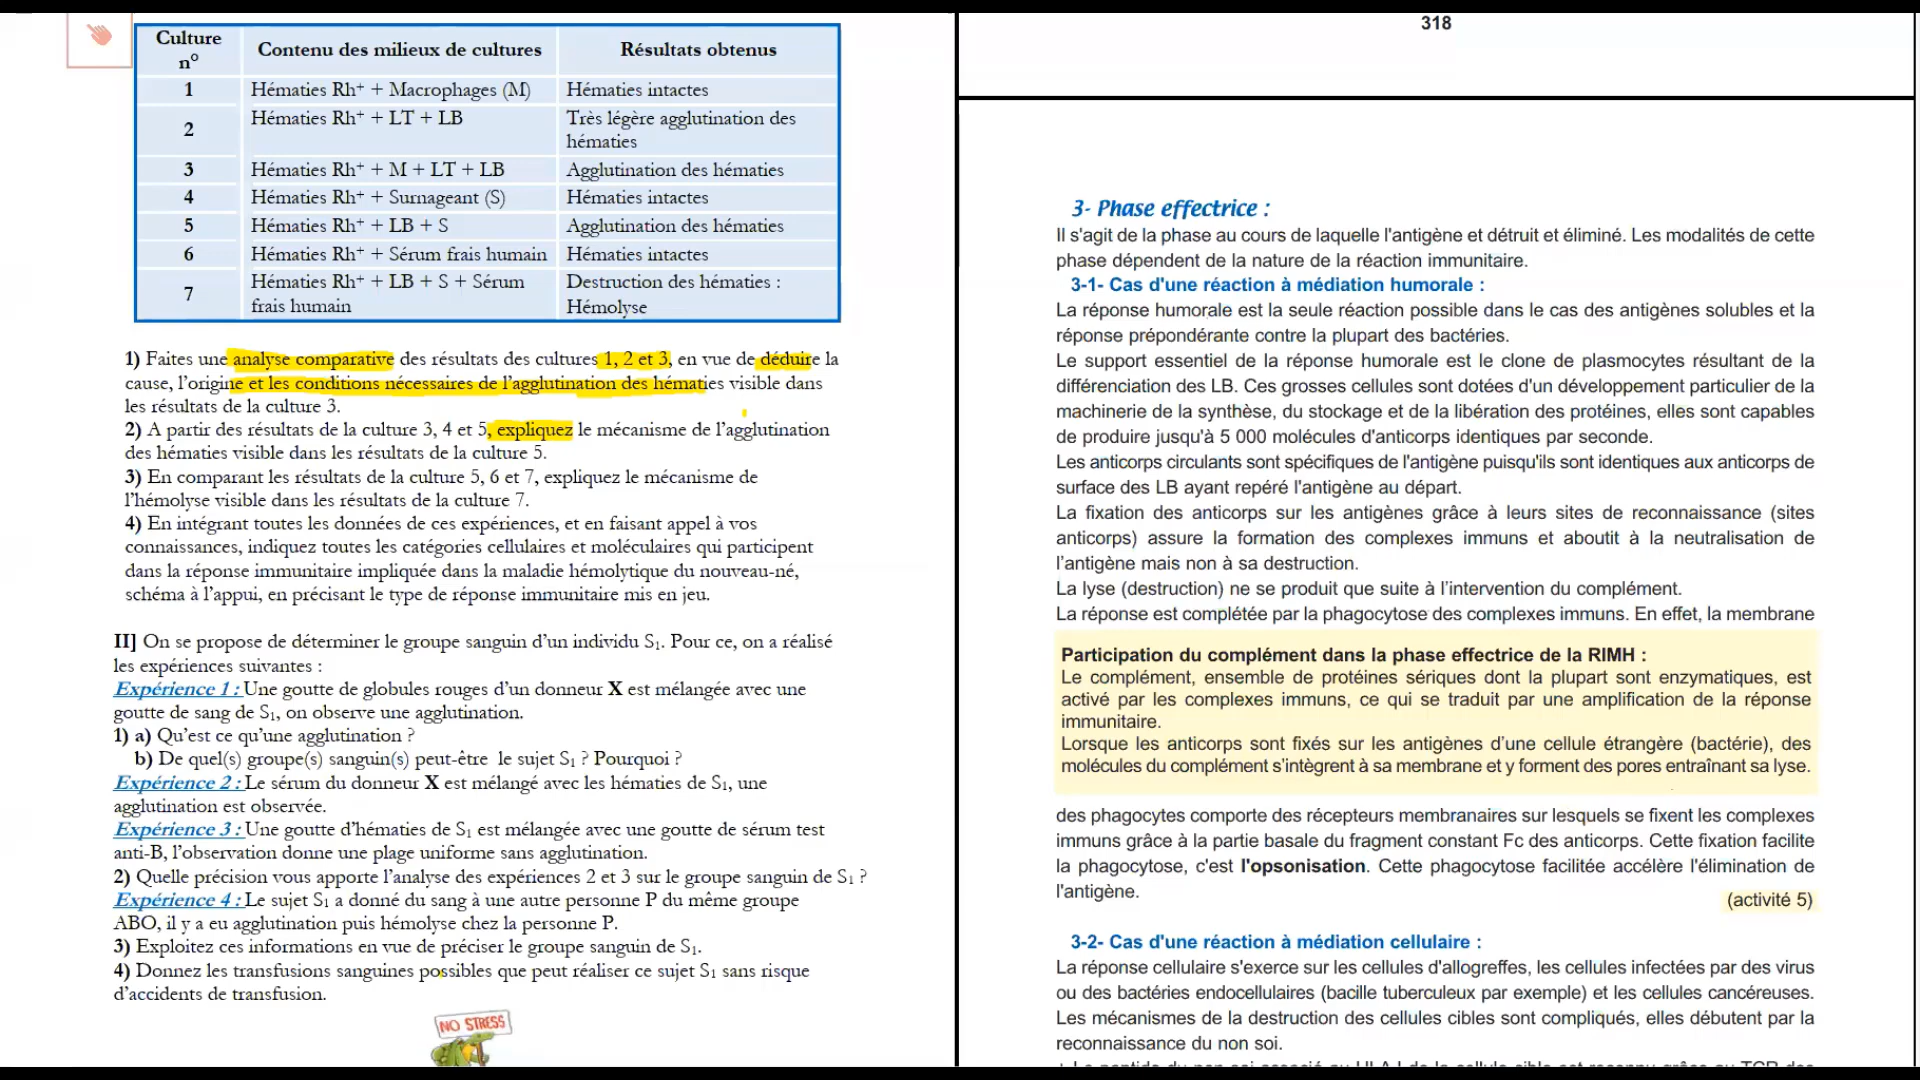 Culture n° Contenu des milieux de cultures Résultats obtenus
1 Hématies Rh⁺ + Macrophages (M) Hématies intactes
2 Hématies Rh⁺ + LT + LB Très légère agglutination des
hématies
3 Hématies Rh⁺ + M + LT + LB Agglutination des hématies
4 Hématies Rh⁺ + Surnageant (S) Hématies intactes
5 Hématies Rh⁺ + LB + S Agglutination des hématies
6 Hématies Rh⁺ + Sérum frais humain Hématies intactes
7 Hématies Rh⁺ + LB + S + Sérum Destruction des hématies :
frais humain Hémolyse
1) Faites une analyse comparative des résultats des cultures 1, 2 et 3, en vue de déduire la
cause, l'origine et les conditions nécessaires de l'agglutination des hématies visible dans
les résultats de la culture 3.
2) A partir des résultats de la culture 3, 4 et 5, expliquez le mécanisme de l'agglutination
des hématies visible dans les résultats de la culture 5.
3) En comparant les résultats de la culture 5, 6 et 7, expliquez le mécanisme de
l'hémolyse visible dans les résultats de la culture 7.
4) En intégrant toutes les données de ces expériences, et en faisant appel à vos
connaissances, indiquez toutes les catégories cellulaires et moléculaires qui participent
dans la réponse immunitaire impliquée dans la maladie hémolytique du nouveau-né,
schéma à l'appui, en précisant le type de réponse immunitaire mis en jeu.
II] On se propose de déterminer le groupe sanguin d'un individu S₁. Pour ce, on a réalisé
les expériences suivantes :
Expérience 1 : Une goutte de globules rouges d'un donneur X est mélangée avec une
goutte de sang de S₁, on observe une agglutination.
1) a) Qu'est ce qu'une agglutination ?
b) De quel(s) groupe(s) sanguin(s) peut-être le sujet S₁ ? Pourquoi ?
Expérience 2 : Le sérum du donneur X est mélangé avec les hématies de S₁, une
agglutination est observée.
Expérience 3 : Une goutte d'hématies de S₁ est mélangée avec une goutte de sérum test
anti-B, l'observation donne une plage uniforme sans agglutination.
2) Quelle précision vous apporte l'analyse des expériences 2 et 3 sur le groupe sanguin de S₁ ?
Expérience 4 : Le sujet S₁ a donné du sang à une autre personne P du même groupe
ABO, il y a eu agglutination puis hémolyse chez la personne P.
3) Exploitez ces informations en vue de préciser le groupe sanguin de S₁.
4) Donnez les transfusions sanguines possibles que peut réaliser ce sujet S₁ sans risque
d'accidents de transfusion.
NO STRESS
318
3- Phase effectrice :
Il s'agit de la phase au cours de laquelle l'antigène et détruit et éliminé. Les modalités de cette
phase dépendent de la nature de la réaction immunitaire.
3-1- Cas d'une réaction à médiation humorale :
La réponse humorale est la seule réaction possible dans le cas des antigènes solubles et la
réponse prépondérante contre la plupart des bactéries.
Le support essentiel de la réponse humorale est le clone de plasmocytes résultant de la
différenciation des LB. Ces grosses cellules sont dotées d'un développement particulier de la
machinerie de la synthèse, du stockage et de la libération des protéines, elles sont capables
de produire jusqu'à 5 000 molécules d'anticorps identiques par seconde.
Les anticorps circulants sont spécifiques de l'antigène puisqu'ils sont identiques aux anticorps de
surface des LB ayant repéré l'antigène au départ.
La fixation des anticorps sur les antigènes grâce à leurs sites de reconnaissance (sites
anticorps) assure la formation des complexes immuns et aboutit à la neutralisation de
l'antigène mais non à sa destruction.
La lyse (destruction) ne se produit que suite à l'intervention du complément.
La réponse est complétée par la phagocytose des complexes immuns. En effet, la membrane
Participation du complément dans la phase effectrice de la RIMH :
Le complément, ensemble de protéines sériques dont la plupart sont enzymatiques, est
activé par les complexes immuns, ce qui se traduit par une amplification de la réponse
immunitaire.
Lorsque les anticorps sont fixés sur les antigènes d'une cellule étrangère (bactérie), des
molécules du complément s'intègrent à sa membrane et y forment des pores entraînant sa lyse.
des phagocytes comporte des récepteurs membranaires sur lesquels se fixent les complexes
immuns grâce à la partie basale du fragment constant Fc des anticorps. Cette fixation facilite
la phagocytose, c'est l'opsonisation. Cette phagocytose facilitée accélère l'élimination de
l'antigène.
(activité 5)
3-2- Cas d'une réaction à médiation cellulaire :
La réponse cellulaire s'exerce sur les cellules d'allogreffes, les cellules infectées par des virus
ou des bactéries endocellulaires (bacille tuberculeux par exemple) et les cellules cancéreuses.
Les mécanismes de la destruction des cellules cibles sont compliqués, elles débutent par la
reconnaissance du non soi.